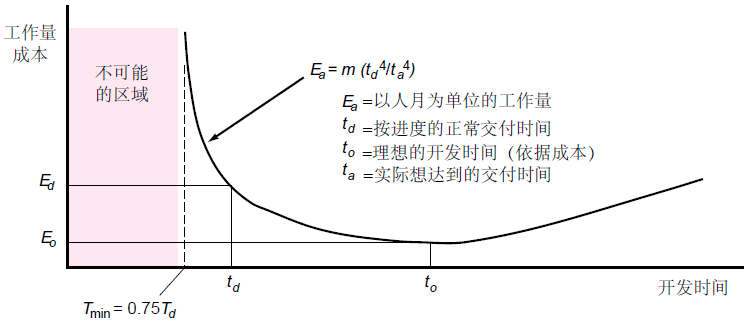 工作量
成本
不可能
的区域
Ea = m (td4/ta4)
Ea = 以人月为单位的工作量
td = 按进度的正常交付时间
to = 理想的开发时间（依据成本）
ta = 实际想达到的交付时间
Ed
Eo
td
to
开发时间
Tmin = 0.75Td